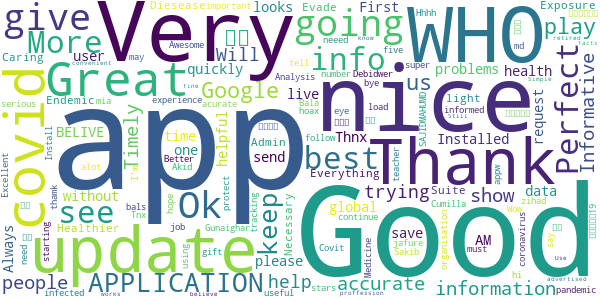 give
Diesease
important
Very
looks
Evade
First
going
WHO
Exposure
More
Caring
user
Awesome
Will
Hhhh
neeed
know
md
play
Great
quickly
tell
five
us
problems
health
Perfect
Informative
retired
facts
convenient
may
info
fine
Google
Analysis
number
Debidwer
super
bye
Endemic
mia
experience
acurate
live
Bala
hoax
eye
load
light
informed
Simple
serious
Install
BELIVE
Timely
time
one
helpful
Admin
follow
Still
request
covid
app
nice
Excellent
Better
Akid
send
best
Thnx
Installed
Everything
SAJIDMAHUMD
appw
see
alot
Ok
protect
keep
Necessary
trying
teacher
Suite
show
data
Thank
need
thank
without
Tnx
hope
tracking
global
continue
Cumilla
Wow
zihad
Always
update
Healthier
bals
Gunaighar
job
gift
please
Covit
save
jafure
Sakib
AM
organisation
say
must
coronavirus
use
hi
people
starting
APPLICATION
using
help
stars
accurate
Medicine
information
advertised
pandemic
infected
works
believe
useful
proffession
Good